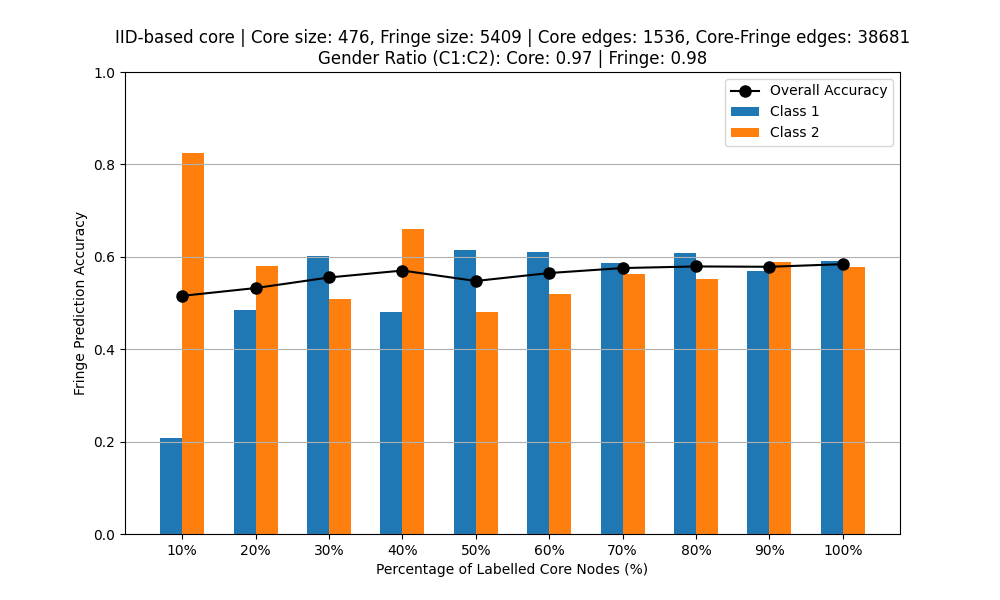 IID-based core | Core size: 476, Fringe size: 5409 | Core edges: 1536, Core-Fringe edges: 38681
Gender Ratio (C1:C2): Core: 0.97 | Fringe: 0.98
1.0
0.8
0.6
0.4
0.2
0.0
Fringe Prediction Accuracy
Overall Accuracy
Class 1
Class 2
10% 20% 30% 40% 50% 60% 70% 80% 90% 100%
Percentage of Labelled Core Nodes (%)